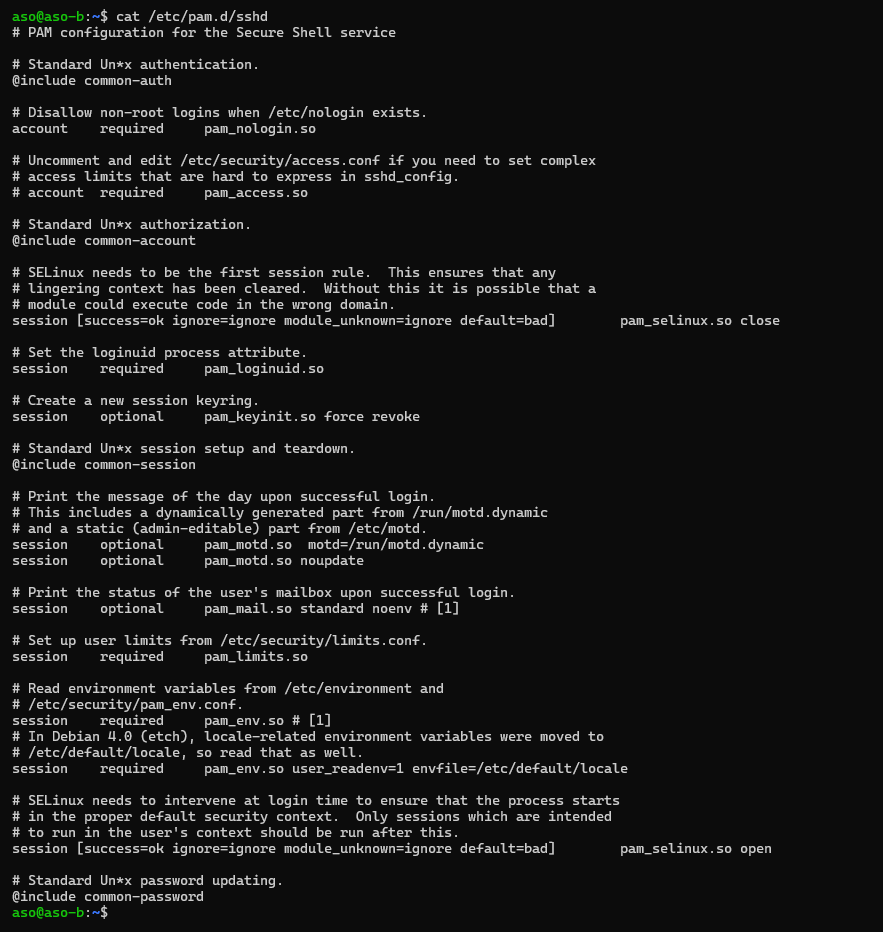 aso@aso-b:~$ cat /etc/pam.d/sshd
# PAM configuration for the Secure Shell service

# Standard Un*x authentication.
@include common-auth

# Disallow non-root logins when /etc/nologin exists.
account    required     pam_nologin.so

# Uncomment and edit /etc/security/access.conf if you need to set complex
# access limits that are hard to express in sshd_config.
# account  required     pam_access.so

# Standard Un*x authorization.
@include common-account

# SELinux needs to be the first session rule.  This ensures that any
# lingering context has been cleared.  Without this it is possible that a
# module could execute code in the wrong domain.
session [success=ok ignore=ignore module_unknown=ignore default=bad]        pam_selinux.so close

# Set the loginuid process attribute.
session    required     pam_loginuid.so

# Create a new session keyring.
session    optional     pam_keyinit.so force revoke

# Standard Un*x session setup and teardown.
@include common-session

# Print the message of the day upon successful login.
# This includes a dynamically generated part from /run/motd.dynamic
# and a static (admin-editable) part from /etc/motd.
session    optional     pam_motd.so  motd=/run/motd.dynamic
session    optional     pam_motd.so noupdate

# Print the status of the user's mailbox upon successful login.
session    optional     pam_mail.so standard noenv # [1]

# Set up user limits from /etc/security/limits.conf.
session    required     pam_limits.so

# Read environment variables from /etc/environment and
# /etc/security/pam_env.conf.
session    required     pam_env.so # [1]
# In Debian 4.0 (etch), locale-related environment variables were moved to
# /etc/default/locale, so read that as well.
session    required     pam_env.so user_readenv=1 envfile=/etc/default/locale

# SELinux needs to intervene at login time to ensure that the process starts
# in the proper default security context.  Only sessions which are intended
# to run in the user's context should be run after this.
session [success=ok ignore=ignore module_unknown=ignore default=bad]        pam_selinux.so open

# Standard Un*x password updating.
@include common-password
aso@aso-b:~$